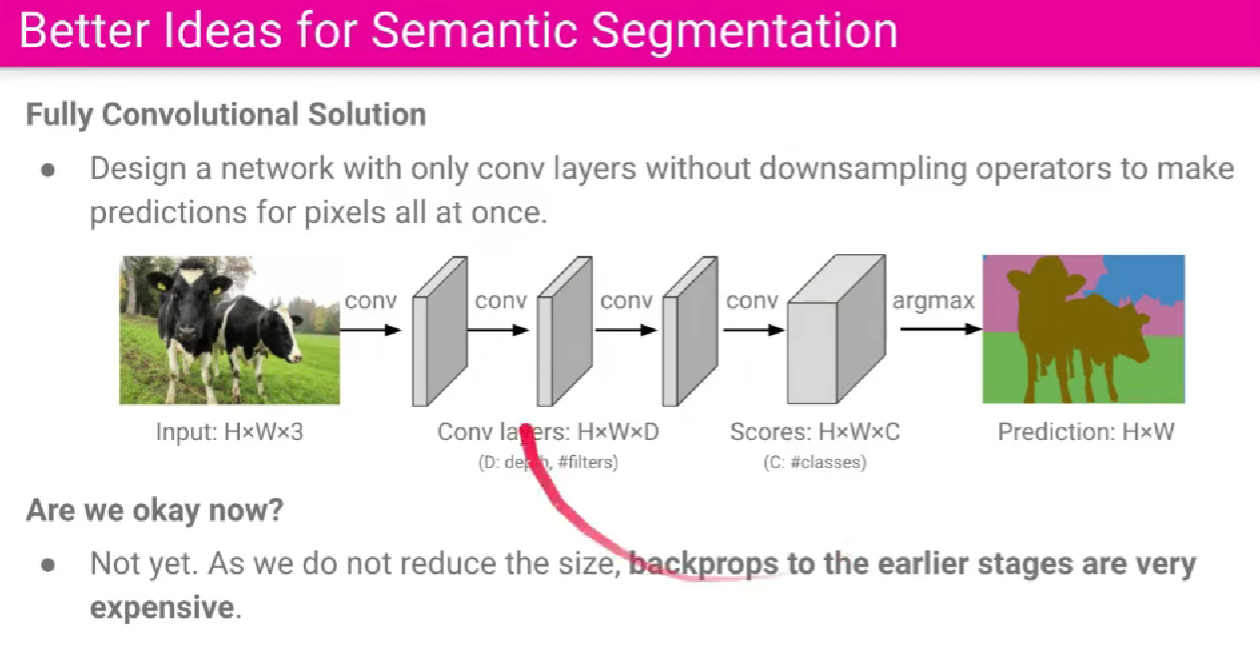 Better Ideas for Semantic Segmentation
Fully Convolutional Solution
● Design a network with only conv layers without downsampling operators to make
predictions for pixels all at once.
conv conv conv conv argmax
Input: H×W×3 Conv layers: H×W×D Scores: H×W×C Prediction: H×W
(D: depth, #filters) (C: #classes)
Are we okay now?
● Not yet. As we do not reduce the size, backprops to the earlier stages are very
expensive.